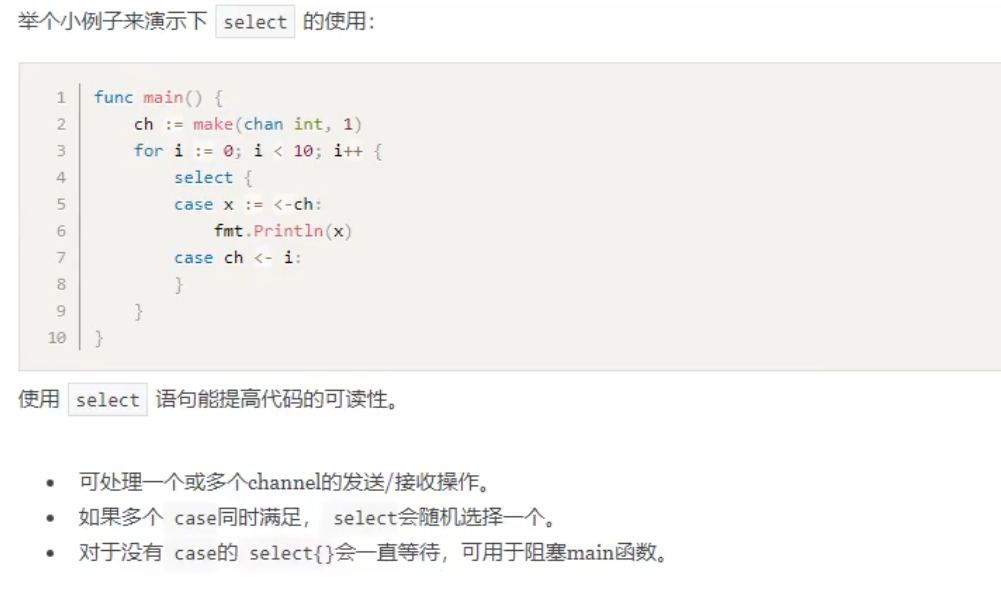 举个小例子来演示下 select 的使用：
1 func main() {
2     ch := make(chan int, 1)
3     for i := 0; i < 10; i++ {
4         select {
5         case x := <-ch:
6             fmt.Println(x)
7         case ch <- i:
8         }
9     }
10 }
使用 select 语句能提高代码的可读性。
• 可处理一个或多个channel的发送/接收操作。
• 如果多个 case同时满足， select会随机选择一个。
• 对于没有 case的 select{}会一直等待，可用于阻塞main函数。